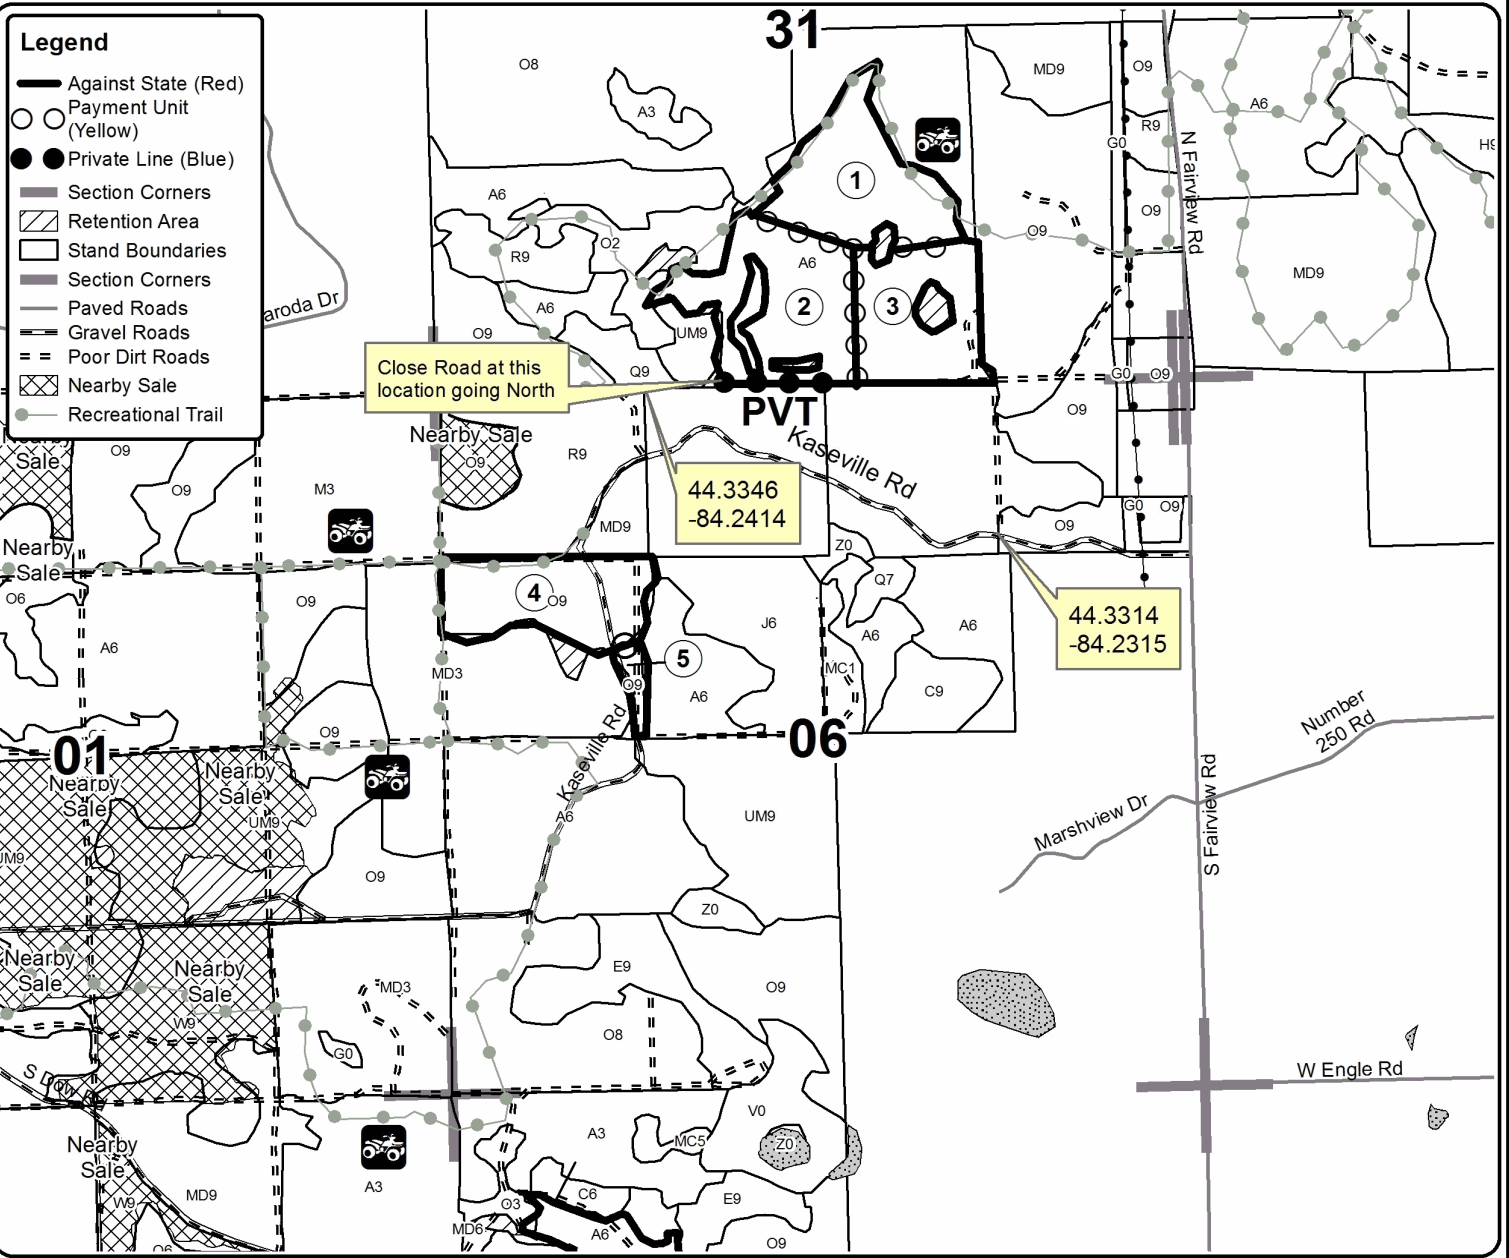 Legend
Against State (Red)
Payment Unit
(Yellow)
Private Line (Blue)
Section Corners
Retention Area
Stand Boundaries
Section Corners
Paved Roads
Gravel Roads
Poor Dirt Roads
Nearby Sale
Recreational Trail
31
O8
A3
MD9
O9
A6
R9
G0
H9
N Fairview Rd
1
A6
O2
R9
O9
O9
A6
A6
MD9
aroda Dr
2
3
O9
UM9
Q9
G0
O9
Close Road at this
location going North
PVT
O9
Nearby
Sale
O9
Nearby Sale
O9
R9
Kaseville Rd
O9
M3
44.3346
-84.2414
MD9
O9
G0
O9
Z0
Nearby
Sale
O6
O9
4
O9
Q7
44.3314
-84.2315
J6
A6
A6
A6
5
MD3
O9
A6
MC1
C9
O9
01
06
Number
250 Rd
Kaseville Rd
Nearby
Sale
Nearby
Sale
UM9
A6
UM9
Marshview Dr
S Fairview Rd
UM9
O9
Z0
Nearby
Sale
Nearby
Sale
MD3
E9
O9
W9
O8
G0
S Dow
W Engle Rd
V0
A3
MC5
Z0
Nearby
Sale
MD9
A3
W9
C6
E9
O3
MD6
A6
O9
O6